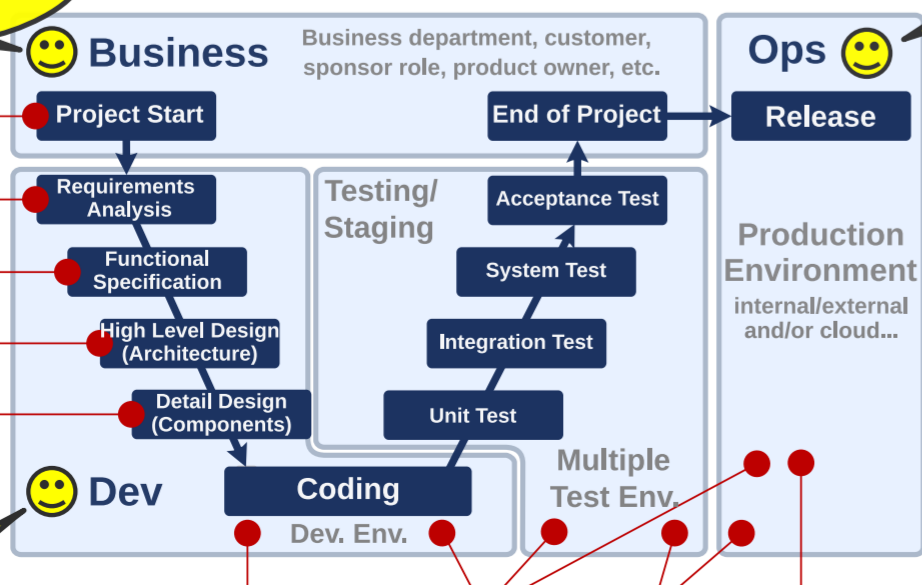 Business
Business department, customer,
sponsor role, product owner, etc.
Ops
Project Start
End of Project
Release
Requirements
Analysis
Functional
Specification
High Level Design
(Architecture)
Detail Design
(Components)
Dev
Coding
Dev. Env.
Testing/
Staging
Acceptance Test
System Test
Integration Test
Unit Test
Multiple
Test Env.
Production
Environment
internal/external
and/or cloud...